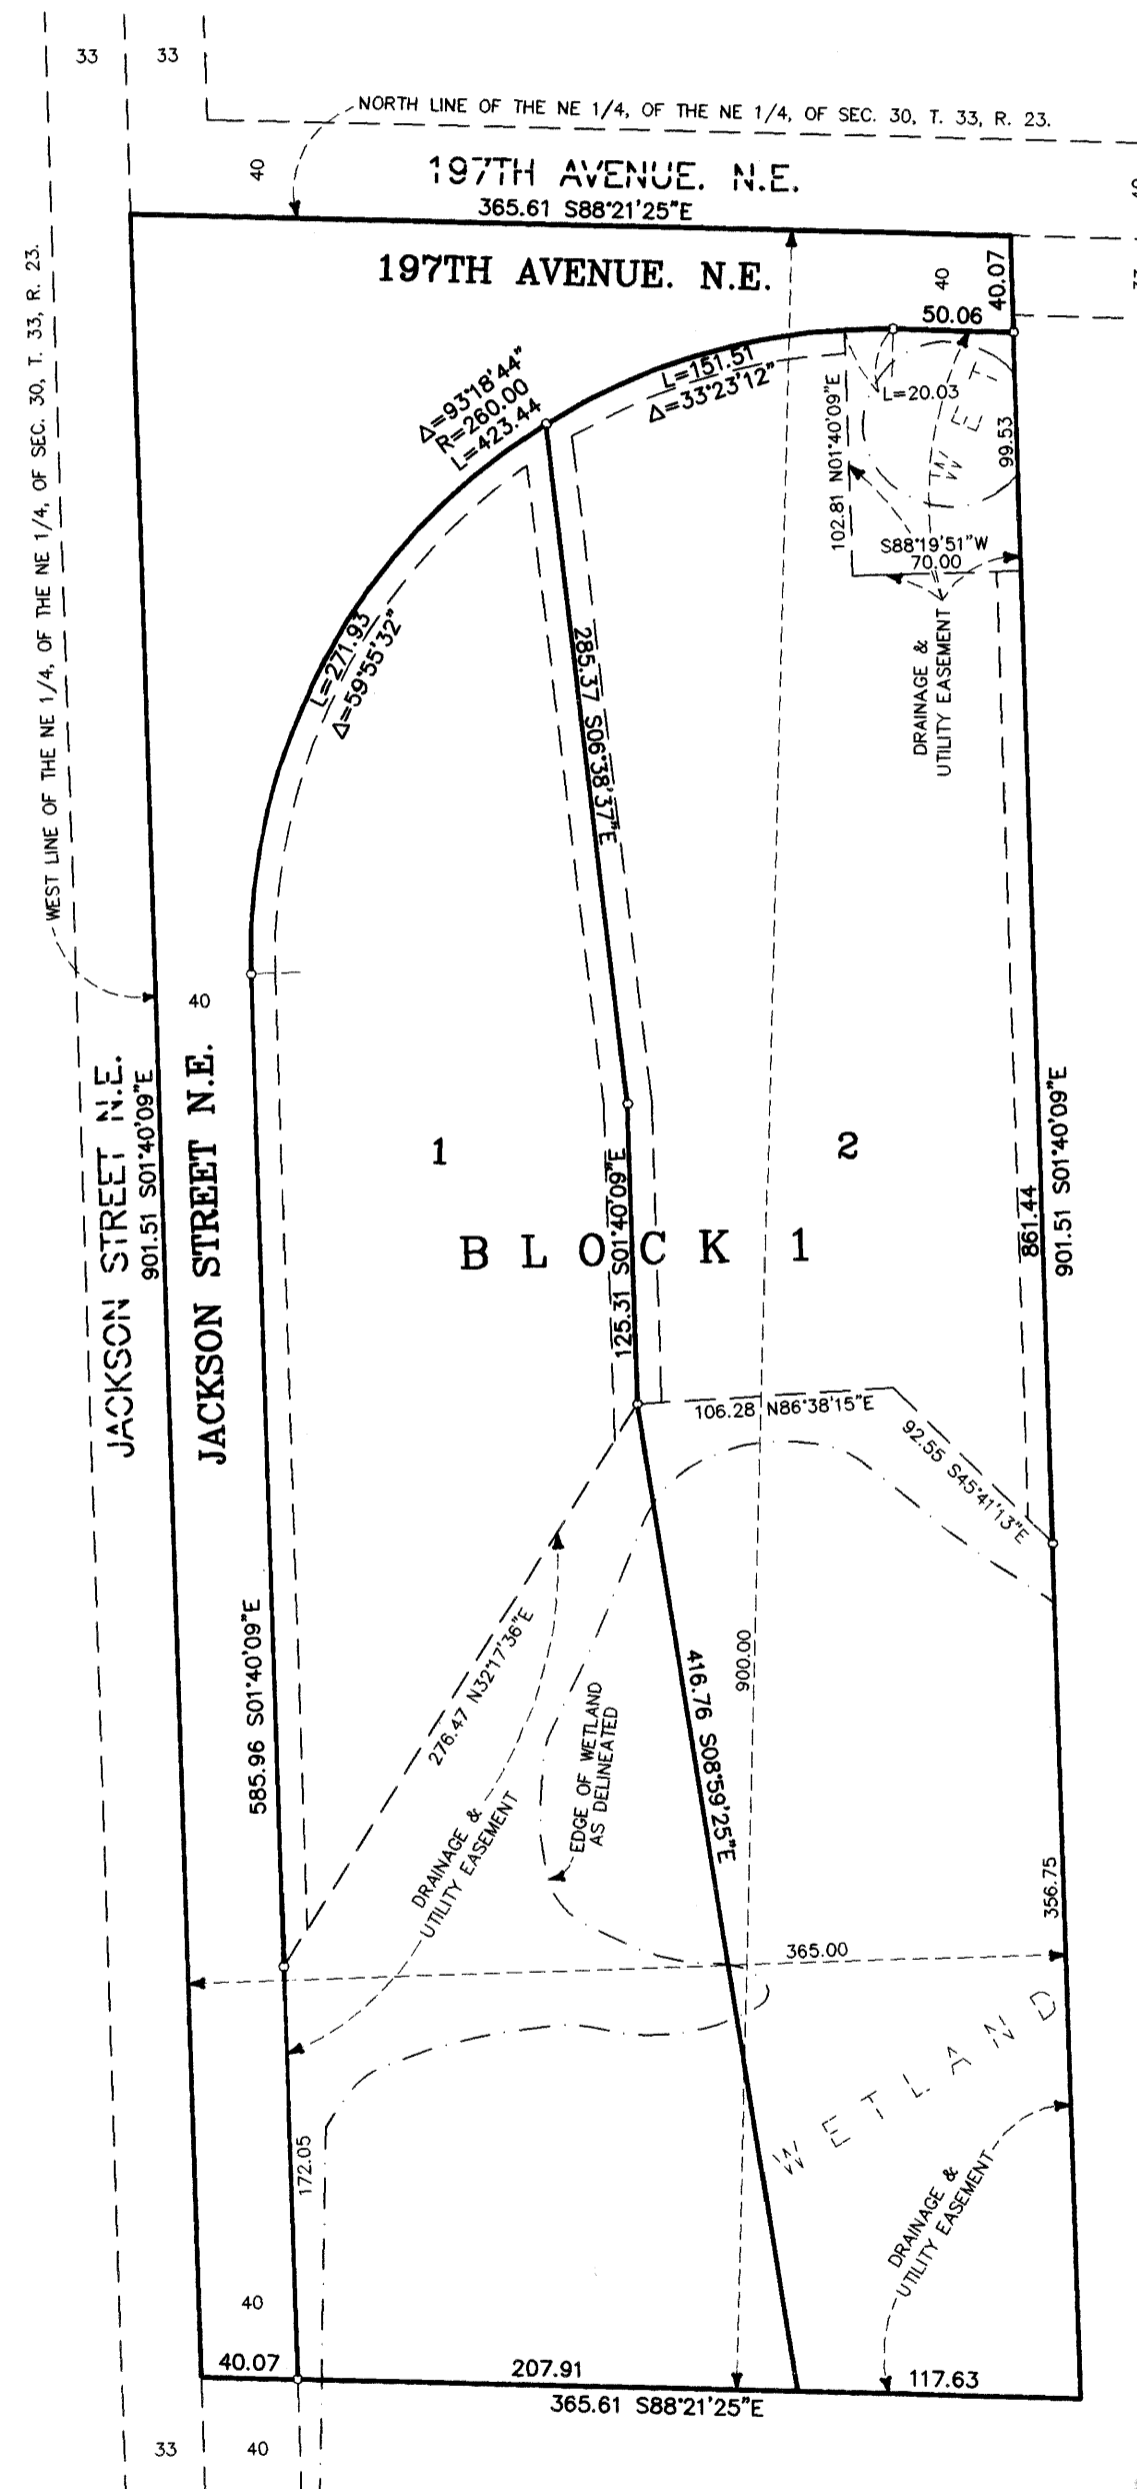 33
33
NORTH LINE OF THE NE 1/4, OF THE NE 1/4, OF SEC. 30, T. 33, R. 23.
40
197TH AVENUE. N.E.
365.61 S88°21'25"E
197TH AVENUE. N.E.
40
40.07
50.06
WEST LINE OF THE NE 1/4, OF THE NE 1/4, OF SEC. 30, T. 33, R. 23.
Δ=93°18'44"
R=260.00
L=423.44
L=151.51
Δ=33°23'12"
L=20.03
WET
102.81 N01°40'09"E
99.53
S88°19'51"W
70.00
DRAINAGE &
UTILITY EASEMENT
L=271.93
Δ=59°55'32"
285.37 S06°38'37"E
40
JACKSON STREET N.E.
901.51 S01°40'09"E
JACKSON STREET N.E.
1
2
BLOCK 1
125.31 S01°40'09"E
861.44
901.51 S01°40'09"E
106.28 N86°38'15"E
92.55 S45°41'13"E
585.96 S01°40'09"E
276.47 N32°17'36"E
DRAINAGE &
UTILITY EASEMENT
EDGE OF WETLAND
AS DELINEATED
416.76 S08°59'25"E
900.00
356.75
365.00
WETLAND
172.05
DRAINAGE &
UTILITY EASEMENT
40
40.07
207.91
117.63
365.61 S88°21'25"E
33
40